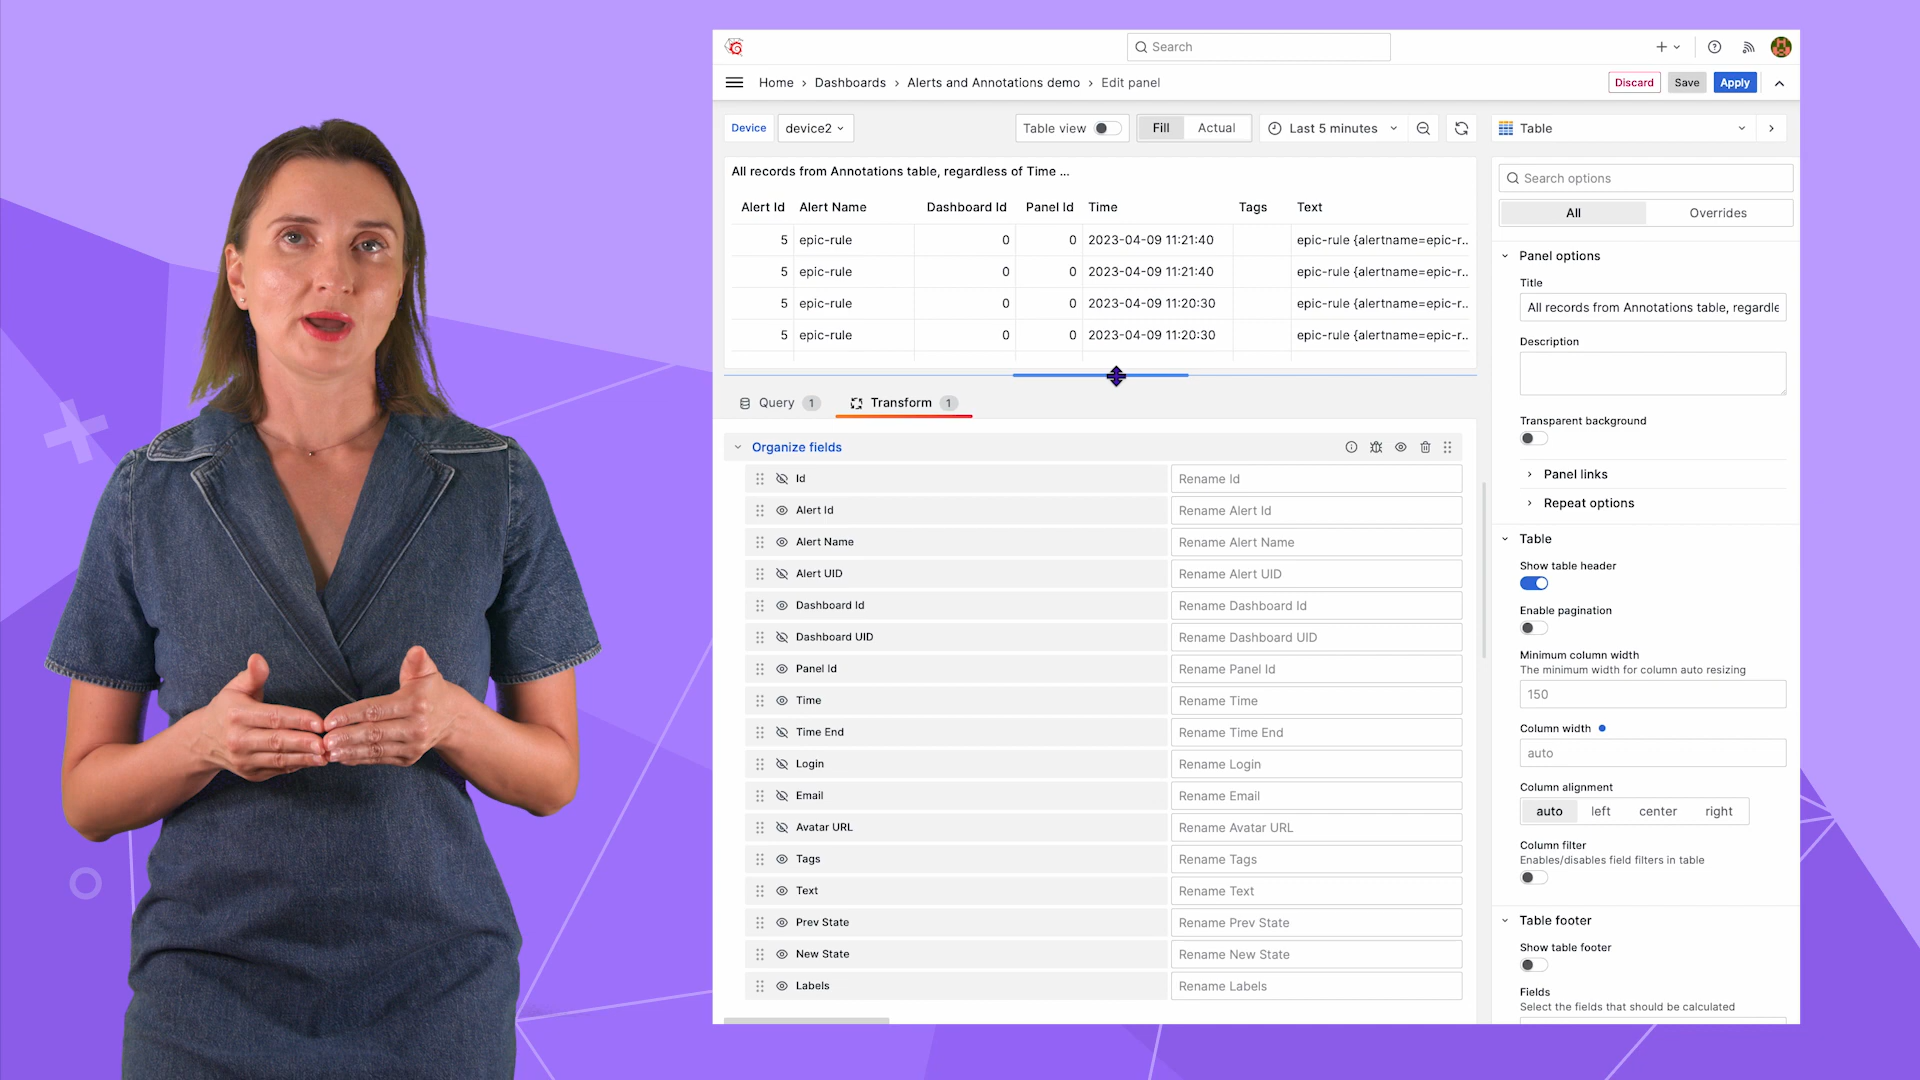 Search
Home › Dashboards › Alerts and Annotations demo › Edit panel
Discard Save Apply
Device device2 Table view Fill Actual Last 5 minutes
Table
All records from Annotations table, regardless of Time ...
Alert Id Alert Name Dashboard Id Panel Id Time Tags Text
5 epic-rule 0 0 2023-04-09 11:21:40 epic-rule {alertname=epic-r..
5 epic-rule 0 0 2023-04-09 11:21:40 epic-rule {alertname=epic-r..
5 epic-rule 0 0 2023-04-09 11:20:30 epic-rule {alertname=epic-r..
5 epic-rule 0 0 2023-04-09 11:20:30 epic-rule {alertname=epic-r..
Query 1 Transform 1
Organize fields
Id Rename Id
Alert Id Rename Alert Id
Alert Name Rename Alert Name
Alert UID Rename Alert UID
Dashboard Id Rename Dashboard Id
Dashboard UID Rename Dashboard UID
Panel Id Rename Panel Id
Time Rename Time
Time End Rename Time End
Login Rename Login
Email Rename Email
Avatar URL Rename Avatar URL
Tags Rename Tags
Text Rename Text
Prev State Rename Prev State
New State Rename New State
Labels Rename Labels
Search options
All Overrides
Panel options
Title
All records from Annotations table, regardle
Description
Transparent background
Panel links
Repeat options
Table
Show table header
Enable pagination
Minimum column width
The minimum width for column auto resizing
150
Column width
auto
Column alignment
auto left center right
Column filter
Enables/disables field filters in table
Table footer
Show table footer
Fields
Select the fields that should be calculated